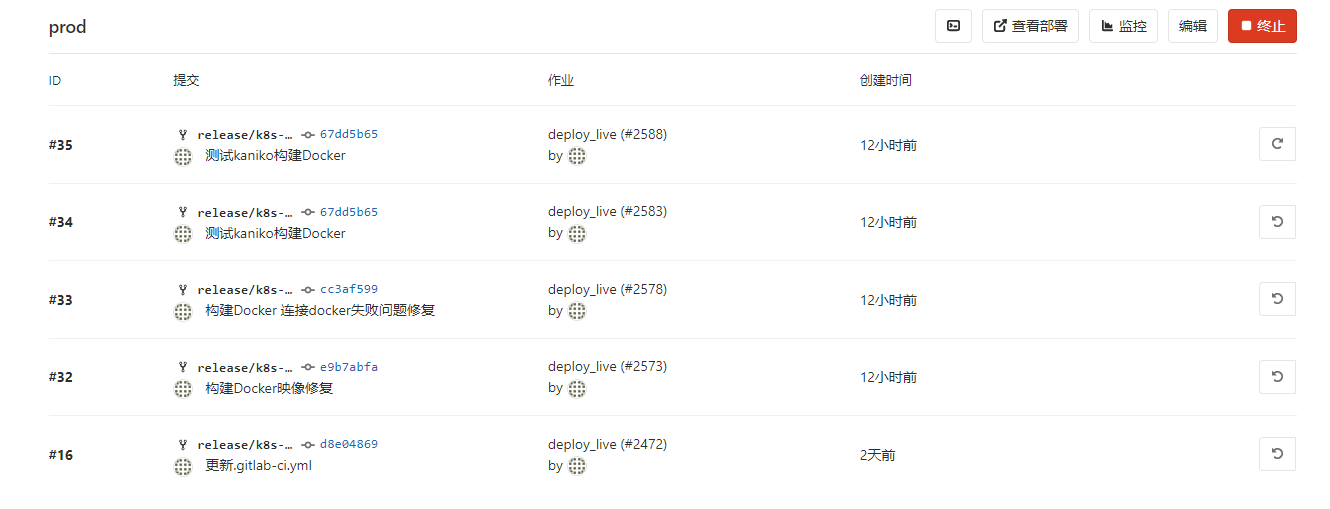 prod 查看部署 监控 编辑 终止
ID 提交 作业 创建时间
#35 release/k8s-… 67dd5b65 deploy_live (#2588) 12小时前
测试kaniko构建Docker by
#34 release/k8s-… 67dd5b65 deploy_live (#2583) 12小时前
测试kaniko构建Docker by
#33 release/k8s-… cc3af599 deploy_live (#2578) 12小时前
构建Docker 连接docker失败问题修复 by
#32 release/k8s-… e9b7abfa deploy_live (#2573) 12小时前
构建Docker映像修复 by
#16 release/k8s-… d8e04869 deploy_live (#2472) 2天前
更新.gitlab-ci.yml by